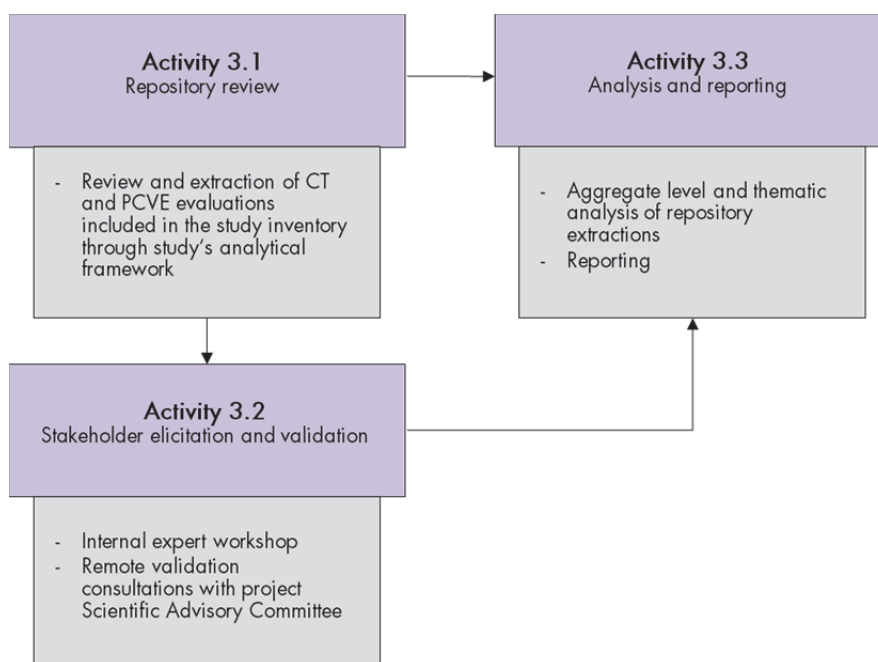 Activity 3.1
Repository review
- Review and extraction of CT
and PCVE evaluations
included in the study inventory
through study's analytical
framework
Activity 3.2
Stakeholder elicitation and validation
- Internal expert workshop
- Remote validation
consultations with project
Scientific Advisory Committee
Activity 3.3
Analysis and reporting
- Aggregate level and thematic
analysis of repository
extractions
- Reporting